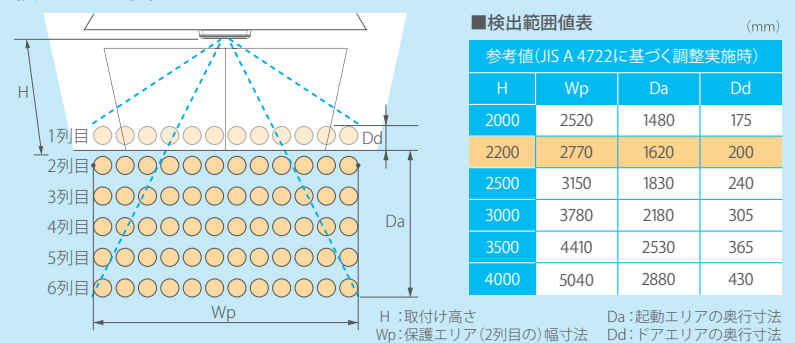 ■検出範囲値表
(mm)
参考値(JIS A 4722に基づく調整実施時)
H Wp Da Dd
2000 2520 1480 175
2200 2770 1620 200
2500 3150 1830 240
3000 3780 2180 305
3500 4410 2530 365
4000 5040 2880 430
H
1列目
Dd
2列目
3列目
4列目
Da
5列目
6列目
Wp
H :取付け高さ
Da:起動エリアの奥行寸法
Wp:保護エリア(2列目の)幅寸法
Dd:ドアエリアの奥行寸法